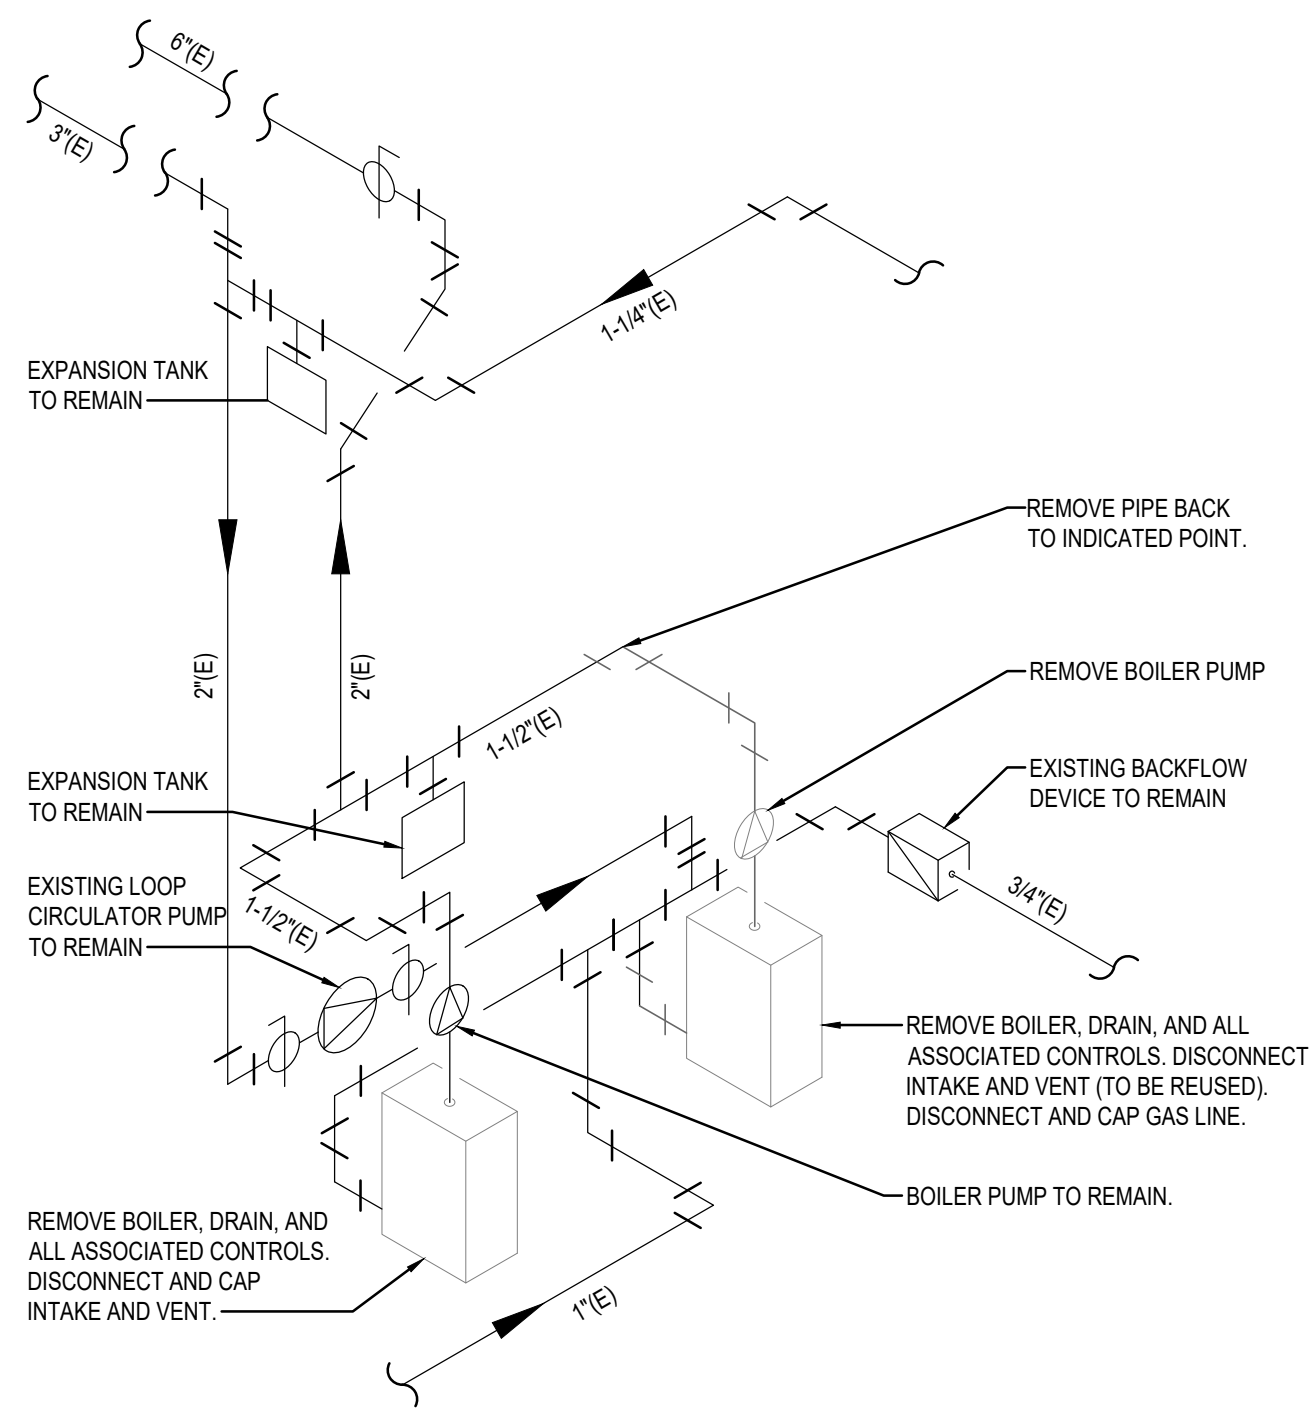 6"(E)
3"(E)
1-1/4"(E)
EXPANSION TANK
TO REMAIN
REMOVE PIPE BACK
TO INDICATED POINT.
2"(E)
2"(E)
REMOVE BOILER PUMP
1-1/2"(E)
EXPANSION TANK
TO REMAIN
EXISTING BACKFLOW
DEVICE TO REMAIN
EXISTING LOOP
CIRCULATOR PUMP
TO REMAIN
1-1/2"(E)
3/4"(E)
REMOVE BOILER, DRAIN, AND ALL
ASSOCIATED CONTROLS. DISCONNECT
INTAKE AND VENT (TO BE REUSED).
DISCONNECT AND CAP GAS LINE.
BOILER PUMP TO REMAIN.
REMOVE BOILER, DRAIN, AND
ALL ASSOCIATED CONTROLS.
DISCONNECT AND CAP
INTAKE AND VENT.
1"(E)